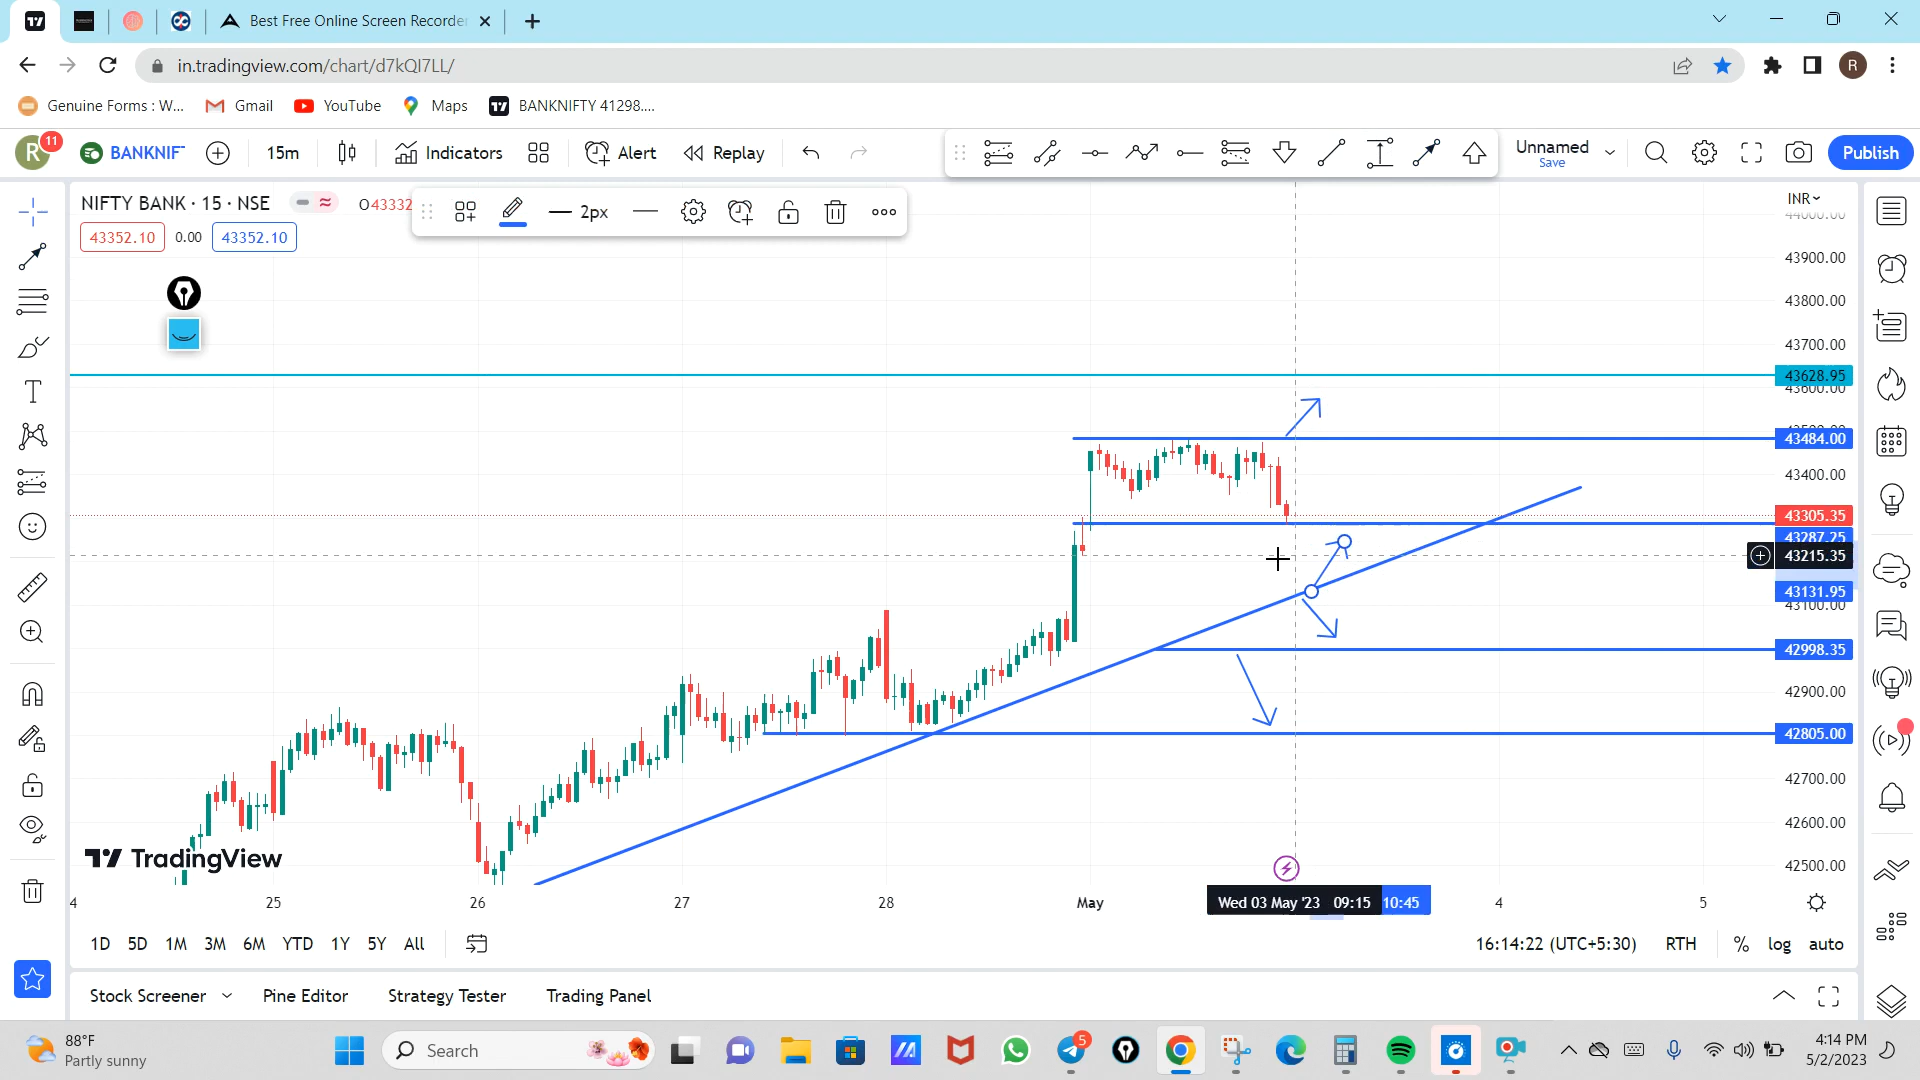 Best Free Online Screen Recorder
in.tradingview.com/chart/d7kQI7LL/
R
Genuine Forms : W...
Gmail
YouTube
Maps
BANKNIFTY 41298....
R
11
BANKNIF
15m
Indicators
Alert
Replay
Unnamed
Save
Publish
NIFTY BANK · 15 · NSE
O43332
2px
INR
43352.10
0.00
43352.10
43900.00
43800.00
43700.00
43628.95
43600.00
43484.00
43400.00
43305.35
43287.25
43215.35
43131.95
43100.00
42998.35
42900.00
42805.00
42700.00
42600.00
42500.00
TradingView
4
25
26
27
28
May
Wed 03 May '23
09:15
10:45
4
5
1D
5D
1M
3M
6M
YTD
1Y
5Y
All
16:14:22 (UTC+5:30)
RTH
%
log
auto
Stock Screener
Pine Editor
Strategy Tester
Trading Panel
88°F
Partly sunny
Search
5
4:14 PM
5/2/2023